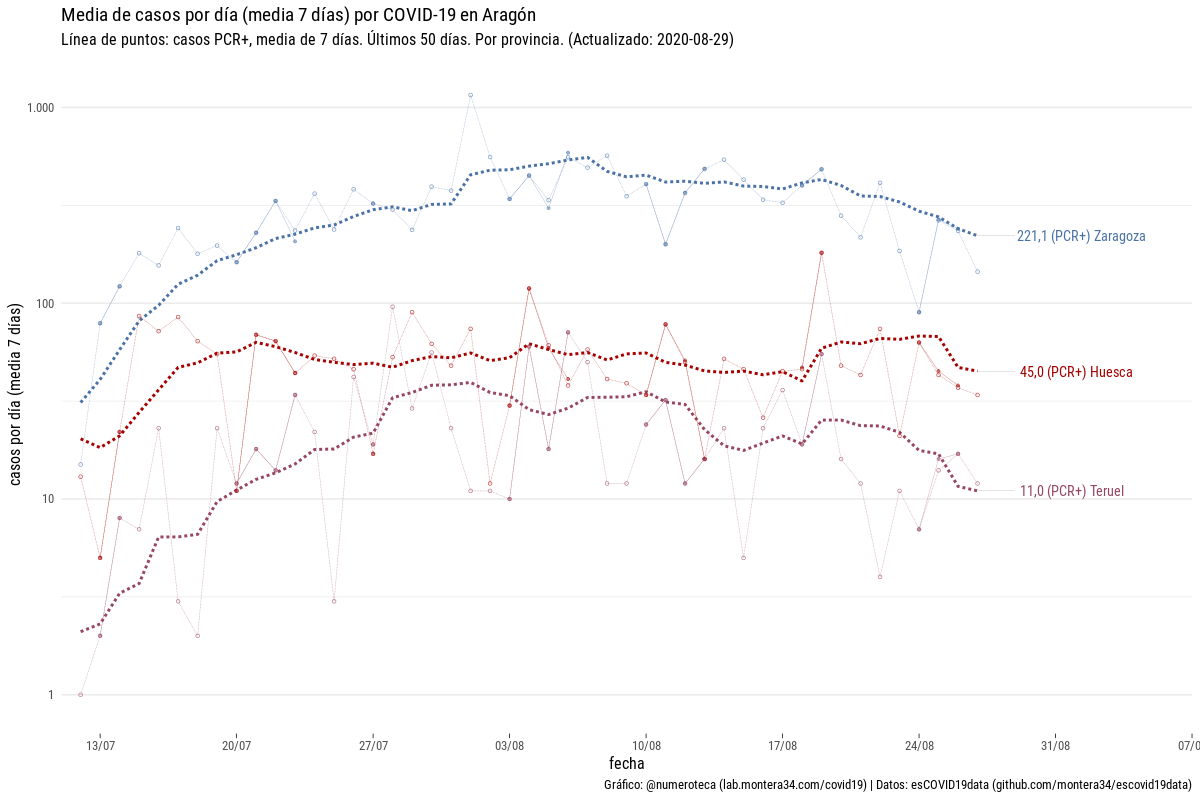 Media de casos por día (media 7 días) por COVID-19 en Aragón
Línea de puntos: casos PCR+, media de 7 días. Últimos 50 días. Por provincia. (Actualizado: 2020-08-29)
casos por día (media 7 días)
1.000
100
10
1
221,1 (PCR+) Zaragoza
45,0 (PCR+) Huesca
11,0 (PCR+) Teruel
13/07 20/07 27/07 03/08 10/08 17/08 24/08 31/08 07/0
fecha
Gráfico: @numeroteca (lab.montera34.com/covid19) | Datos: esCOVID19data (github.com/montera34/escovid19data)